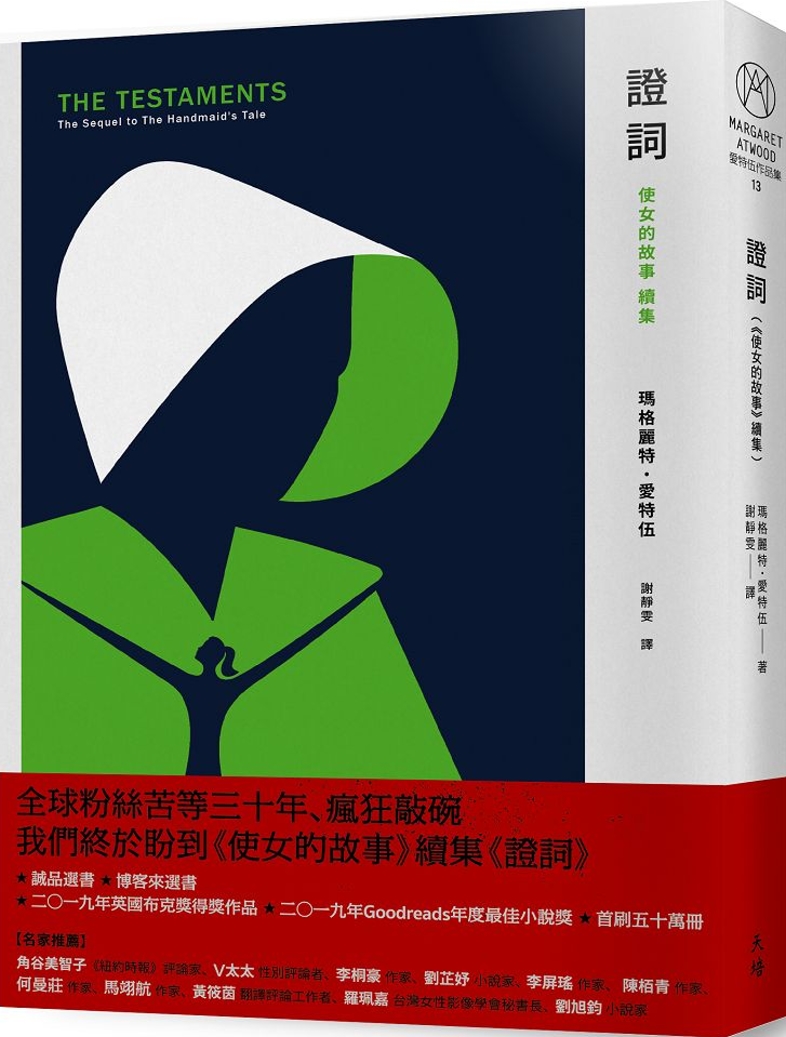 THE TESTAMENTS
The Sequel to The Handmaid's Tale
證詞
使女的故事 續集
瑪格麗特・愛特伍
謝靜雯 譯
MARGARET
ATWOOD
愛特伍作品集
13
證詞
（《使女的故事》續集）
瑪格麗特・愛特伍——著
謝靜雯——譯
天培
全球粉絲苦等三十年、瘋狂敲碗
我們終於盼到《使女的故事》續集《證詞》
★ 誠品選書 ★ 博客來選書
★ 二〇一九年英國布克獎得獎作品 ★ 二〇一九年Goodreads年度最佳小說獎 ★ 首刷五十萬冊
【名家推薦】
角谷美智子《紐約時報》評論家、V太太 性別評論者、李桐豪 作家、劉芷妤 小說家、李屏瑤 作家、陳栢青 作家、
何曼莊 作家、馬翊航 作家、黃筱茵 翻譯評論工作者、羅珮嘉 台灣女性影像學會秘書長、劉旭鈞 小說家